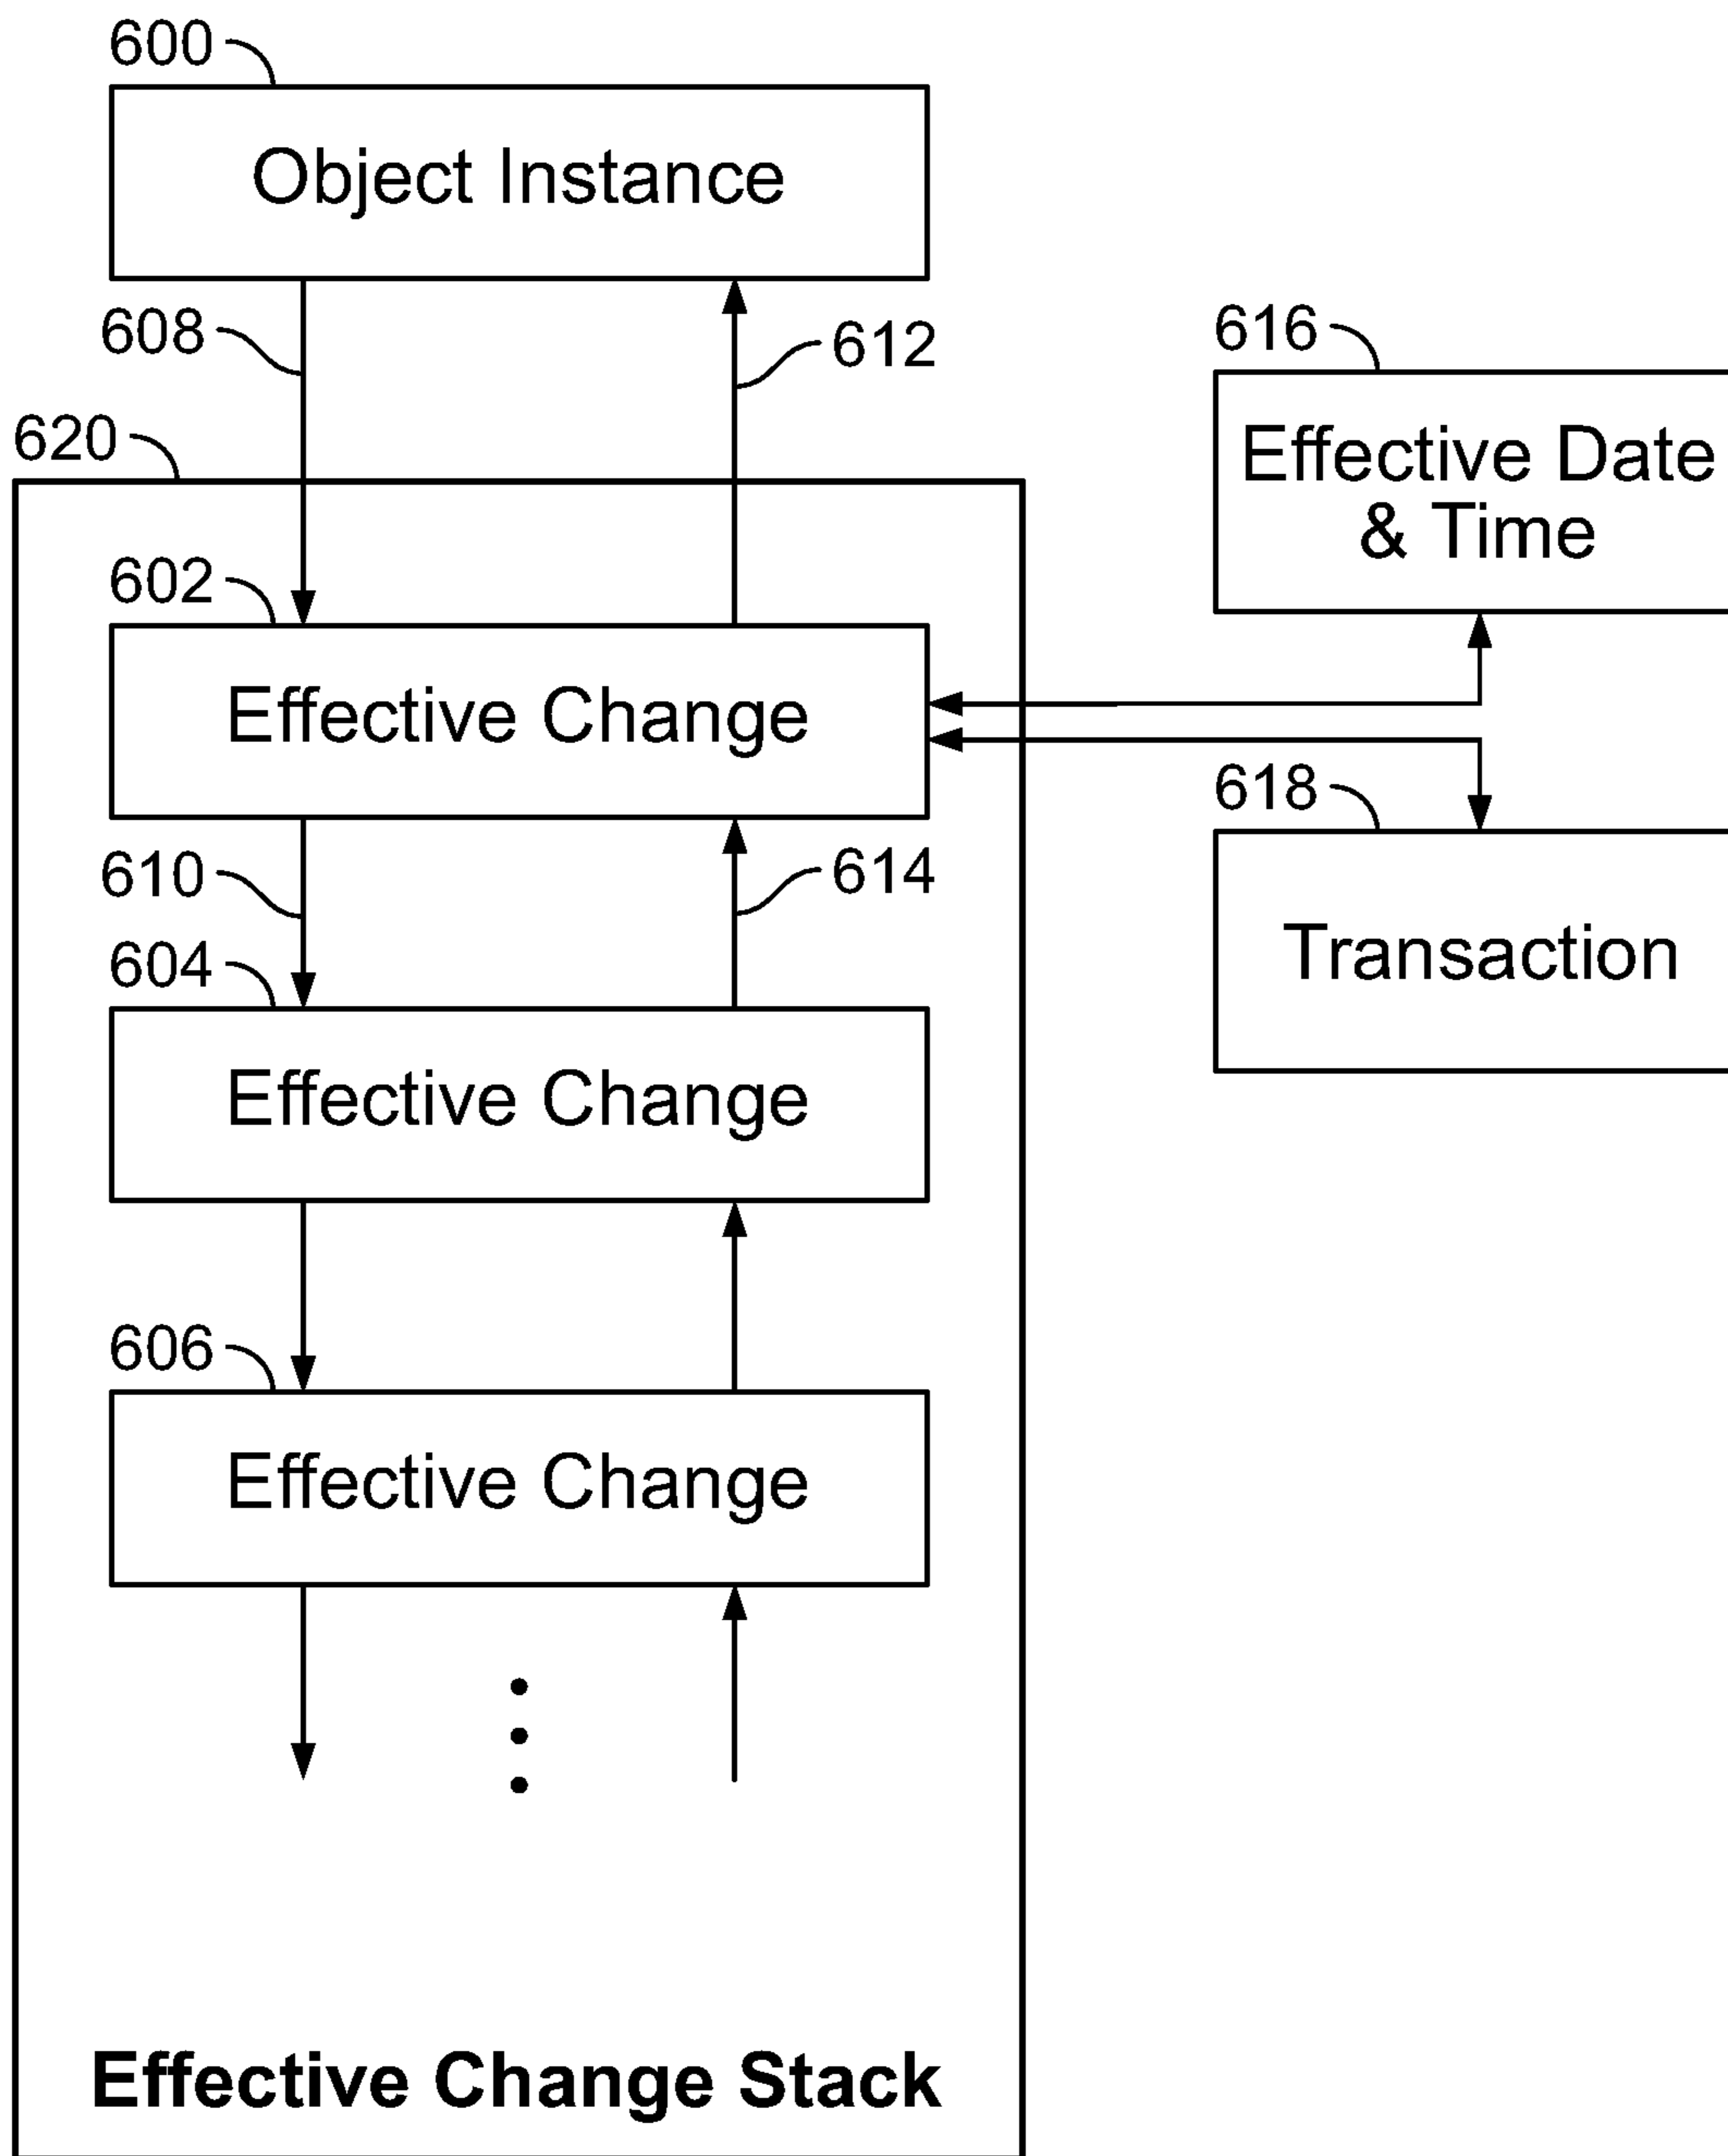 600
Object Instance
608
612
616
620
Effective Date
& Time
602
Effective Change
618
610
614
Transaction
604
Effective Change
606
Effective Change
Effective Change Stack